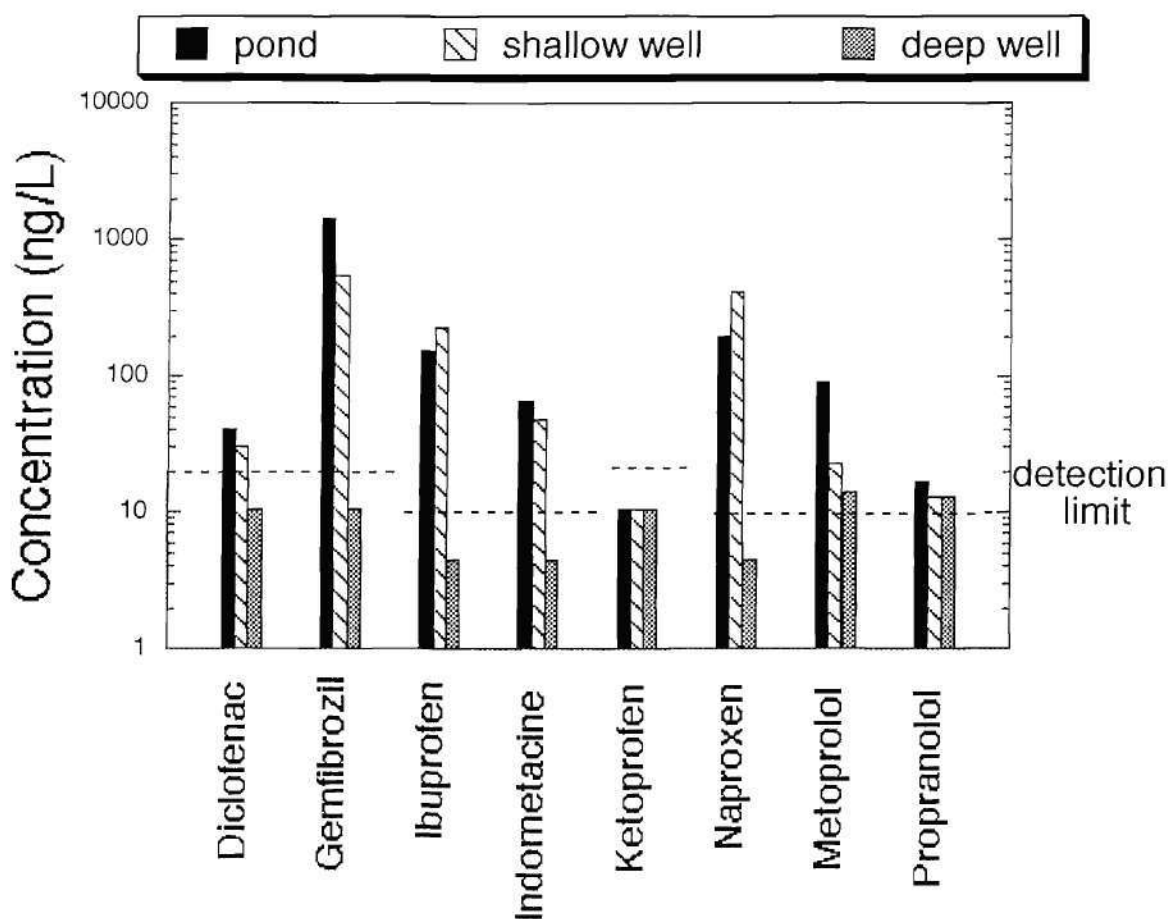 pond shallow well deep well
Concentration (ng/L)
10000
1000
100
10
1
detection
limit
Diclofenac
Gemfibrozil
Ibuprofen
Indometacine
Ketoprofen
Naproxen
Metoprolol
Propranolol